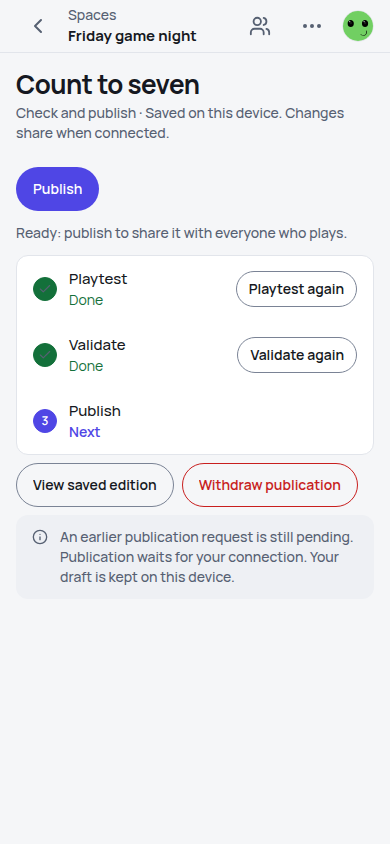 Spaces
Friday game night
Count to seven
Check and publish · Saved on this device. Changes
share when connected.
Publish
Ready: publish to share it with everyone who plays.
Playtest
Done
Playtest again
Validate
Done
Validate again
3
Publish
Next
View saved edition
Withdraw publication
An earlier publication request is still pending.
Publication waits for your connection. Your
draft is kept on this device.